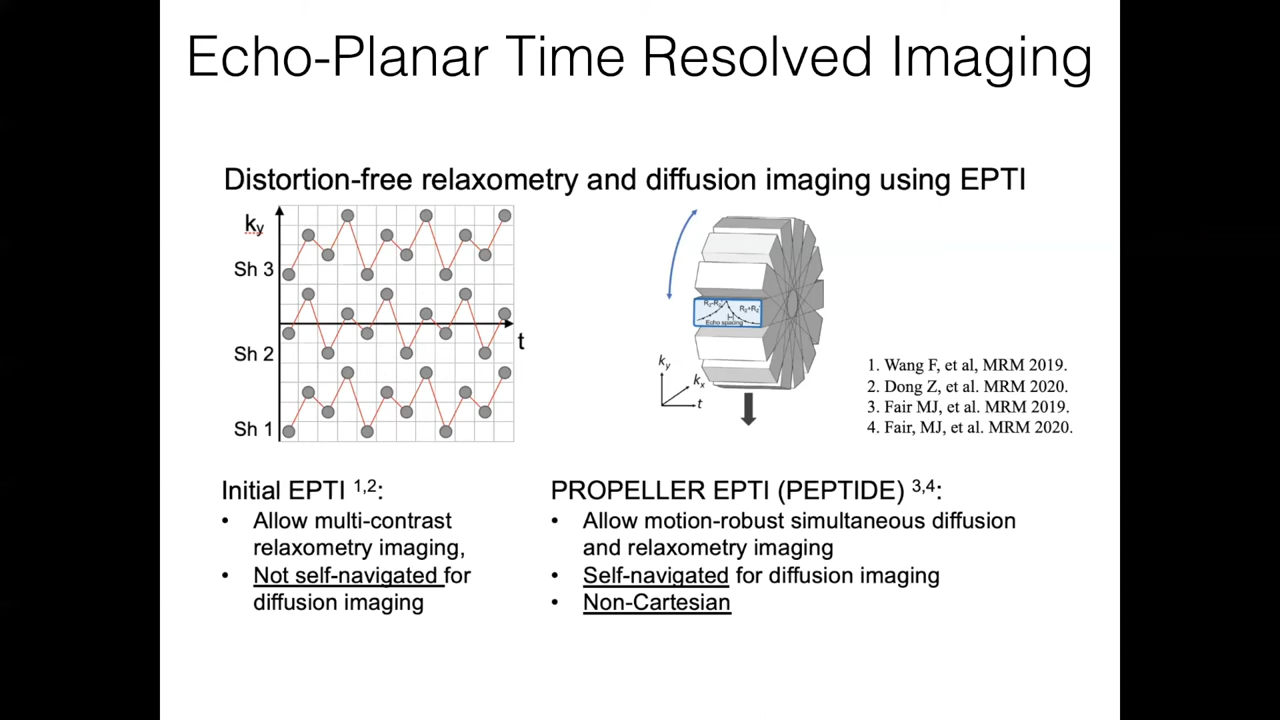 Echo-Planar Time Resolved Imaging
Distortion-free relaxometry and diffusion imaging using EPTI
ky
Sh 3
Sh 2
Sh 1
t
Echo spacing
ky
kx
t
1. Wang F, et al, MRM 2019.
2. Dong Z, et al. MRM 2020.
3. Fair MJ, et al. MRM 2019.
4. Fair, MJ, et al. MRM 2020.
Initial EPTI 1,2:
• Allow multi-contrast
relaxometry imaging,
• Not self-navigated for
diffusion imaging
PROPELLER EPTI (PEPTIDE) 3,4:
• Allow motion-robust simultaneous diffusion
and relaxometry imaging
• Self-navigated for diffusion imaging
• Non-Cartesian